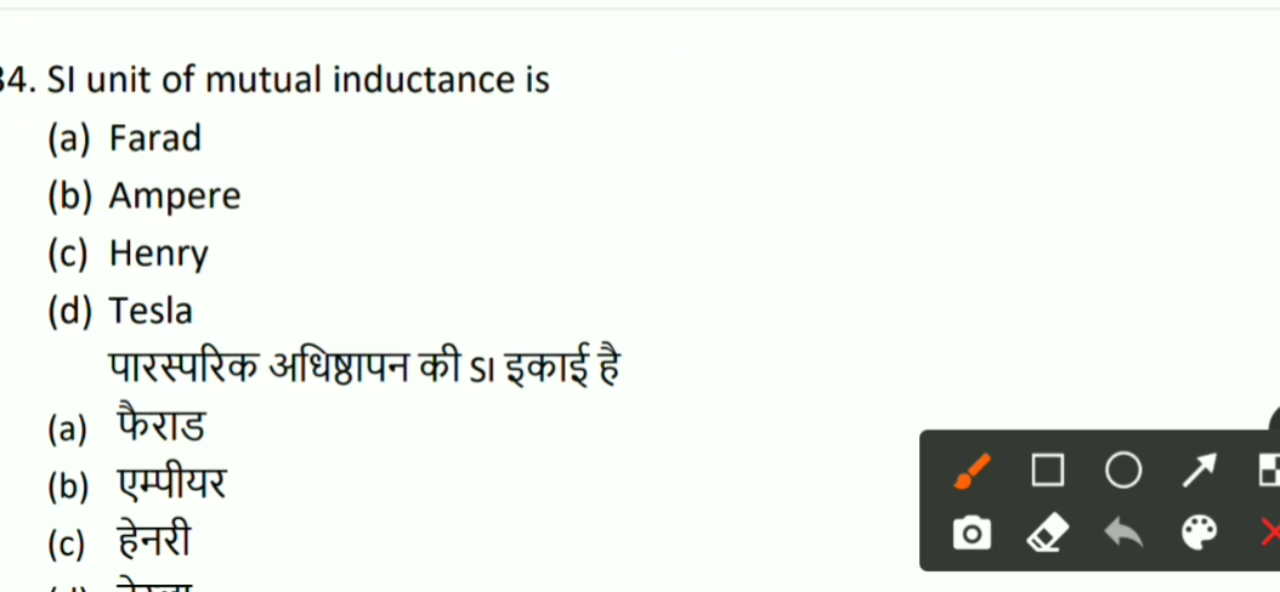 34. SI unit of mutual inductance is
(a) Farad
(b) Ampere
(c) Henry
(d) Tesla
पारस्परिक अधिष्ठापन की SI इकाई है
(a) फैराड
(b) एम्पीयर
(c) हेनरी